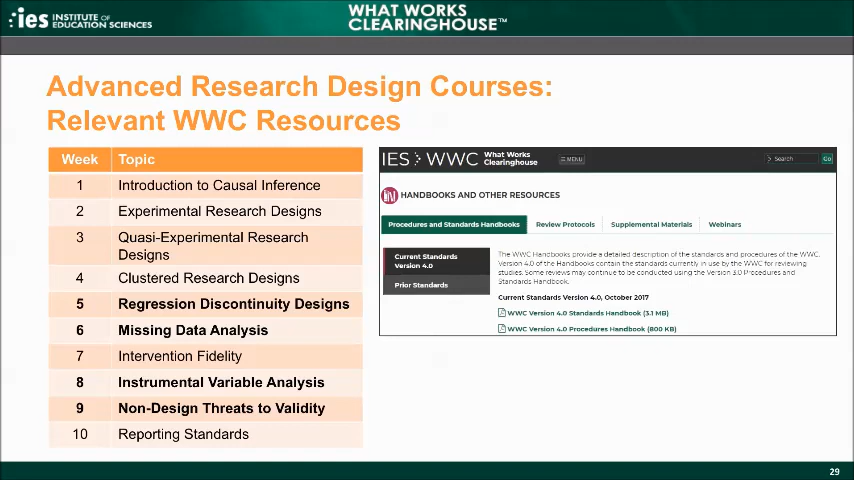 ies INSTITUTE OF
EDUCATION SCIENCES
WHAT WORKS
CLEARINGHOUSE™
Advanced Research Design Courses:
Relevant WWC Resources
Week Topic
1 Introduction to Causal Inference
2 Experimental Research Designs
3 Quasi-Experimental Research
Designs
4 Clustered Research Designs
5 Regression Discontinuity Designs
6 Missing Data Analysis
7 Intervention Fidelity
8 Instrumental Variable Analysis
9 Non-Design Threats to Validity
10 Reporting Standards
IES WWC What Works
Clearinghouse
MENU
Search Go
HANDBOOKS AND OTHER RESOURCES
Procedures and Standards Handbooks Review Protocols Supplemental Materials Webinars
Current Standards
Version 4.0
Prior Standards
The WWC Handbooks provide a detailed description of the standards and procedures of the WWC.
Version 4.0 of the Handbooks contain the standards currently in use by the WWC for reviewing
studies. Some reviews may continue to be conducted using the Version 3.0 Procedures and
Standards Handbook.
Current Standards Version 4.0, October 2017
WWC Version 4.0 Standards Handbook (3.1 MB)
WWC Version 4.0 Procedures Handbook (800 KB)
29